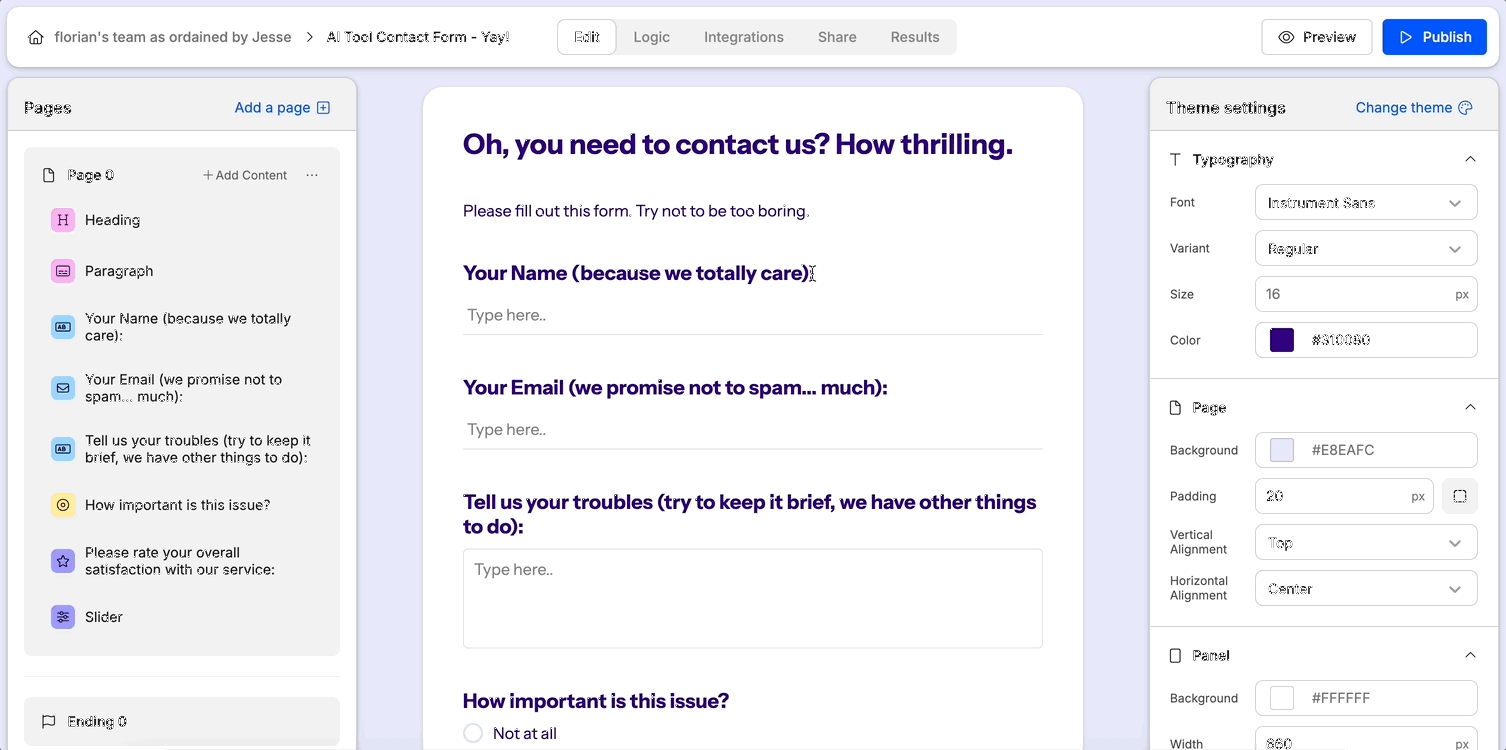 florian's team as ordained by Jesse > AI Tool Contact Form - Yay!
Edit
Logic
Integrations
Share
Results
Preview
Publish
Pages
Add a page
Page 0
+ Add Content
...
H
Heading
Paragraph
AB
Your Name (because we totally
care):
Your Email (we promise not to
spam... much):
AB
Tell us your troubles (try to keep it
brief, we have other things to do):
How important is this issue?
Please rate your overall
satisfaction with our service:
Slider
Ending 0
Oh, you need to contact us? How thrilling.
Please fill out this form. Try not to be too boring.
Your Name (because we totally care):
Type here..
Your Email (we promise not to spam... much):
Type here..
Tell us your troubles (try to keep it brief, we have other things
to do):
Type here..
How important is this issue?
Not at all
Theme settings
Change theme
Typography
Font
Instrument Sans
Variant
Regular
Size
16
px
Color
Page
Background
#E8EAFC
Padding
20
px
Vertical
Alignment
Top
Horizontal
Alignment
Center
Panel
Background
#FFFFFF
Width
px